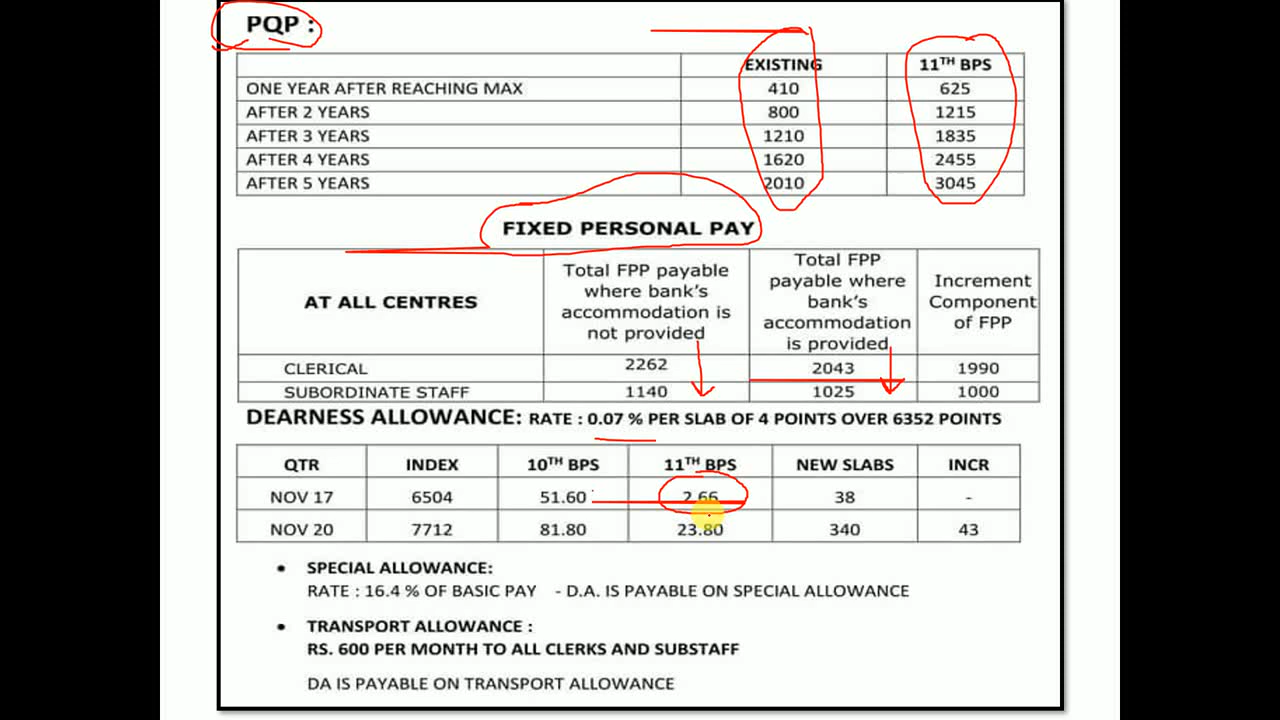 PQP :
EXISTING 11TH BPS
ONE YEAR AFTER REACHING MAX 410 625
AFTER 2 YEARS 800 1215
AFTER 3 YEARS 1210 1835
AFTER 4 YEARS 1620 2455
AFTER 5 YEARS 2010 3045
FIXED PERSONAL PAY
AT ALL CENTRES
Total FPP payable
where bank's
accommodation is
not provided
Total FPP
payable where
bank's
accommodation
is provided
Increment
Component
of FPP
CLERICAL 2262 2043 1990
SUBORDINATE STAFF 1140 1025 1000
DEARNESS ALLOWANCE: RATE : 0.07 % PER SLAB OF 4 POINTS OVER 6352 POINTS
QTR INDEX 10TH BPS 11TH BPS NEW SLABS INCR
NOV 17 6504 51.60 2.66 38 -
NOV 20 7712 81.80 23.80 340 43
• SPECIAL ALLOWANCE:
RATE : 16.4 % OF BASIC PAY - D.A. IS PAYABLE ON SPECIAL ALLOWANCE
• TRANSPORT ALLOWANCE :
RS. 600 PER MONTH TO ALL CLERKS AND SUBSTAFF
DA IS PAYABLE ON TRANSPORT ALLOWANCE